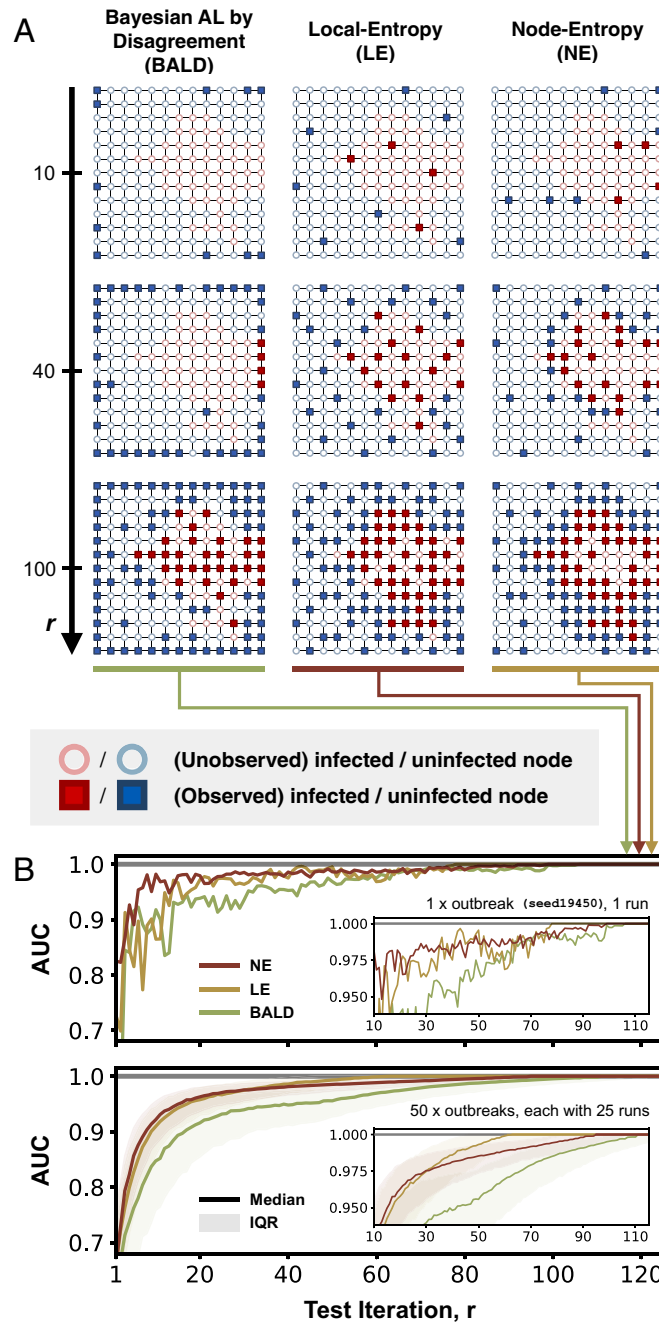 A
Bayesian AL by
Disagreement
(BALD)
Local-Entropy
(LE)
Node-Entropy
(NE)
10
40
100
r
/ (Unobserved) infected / uninfected node
/ (Observed) infected / uninfected node
B
1.0
0.9
0.8
0.7
AUC
NE
LE
BALD
1 x outbreak (seed19450), 1 run
1.000
0.975
0.950
10 30 50 70 90 110
1.0
0.9
0.8
0.7
AUC
Median
IQR
50 x outbreaks, each with 25 runs
1.000
0.975
0.950
10 30 50 70 90 110
1 20 40 60 80 100 120
Test Iteration, r